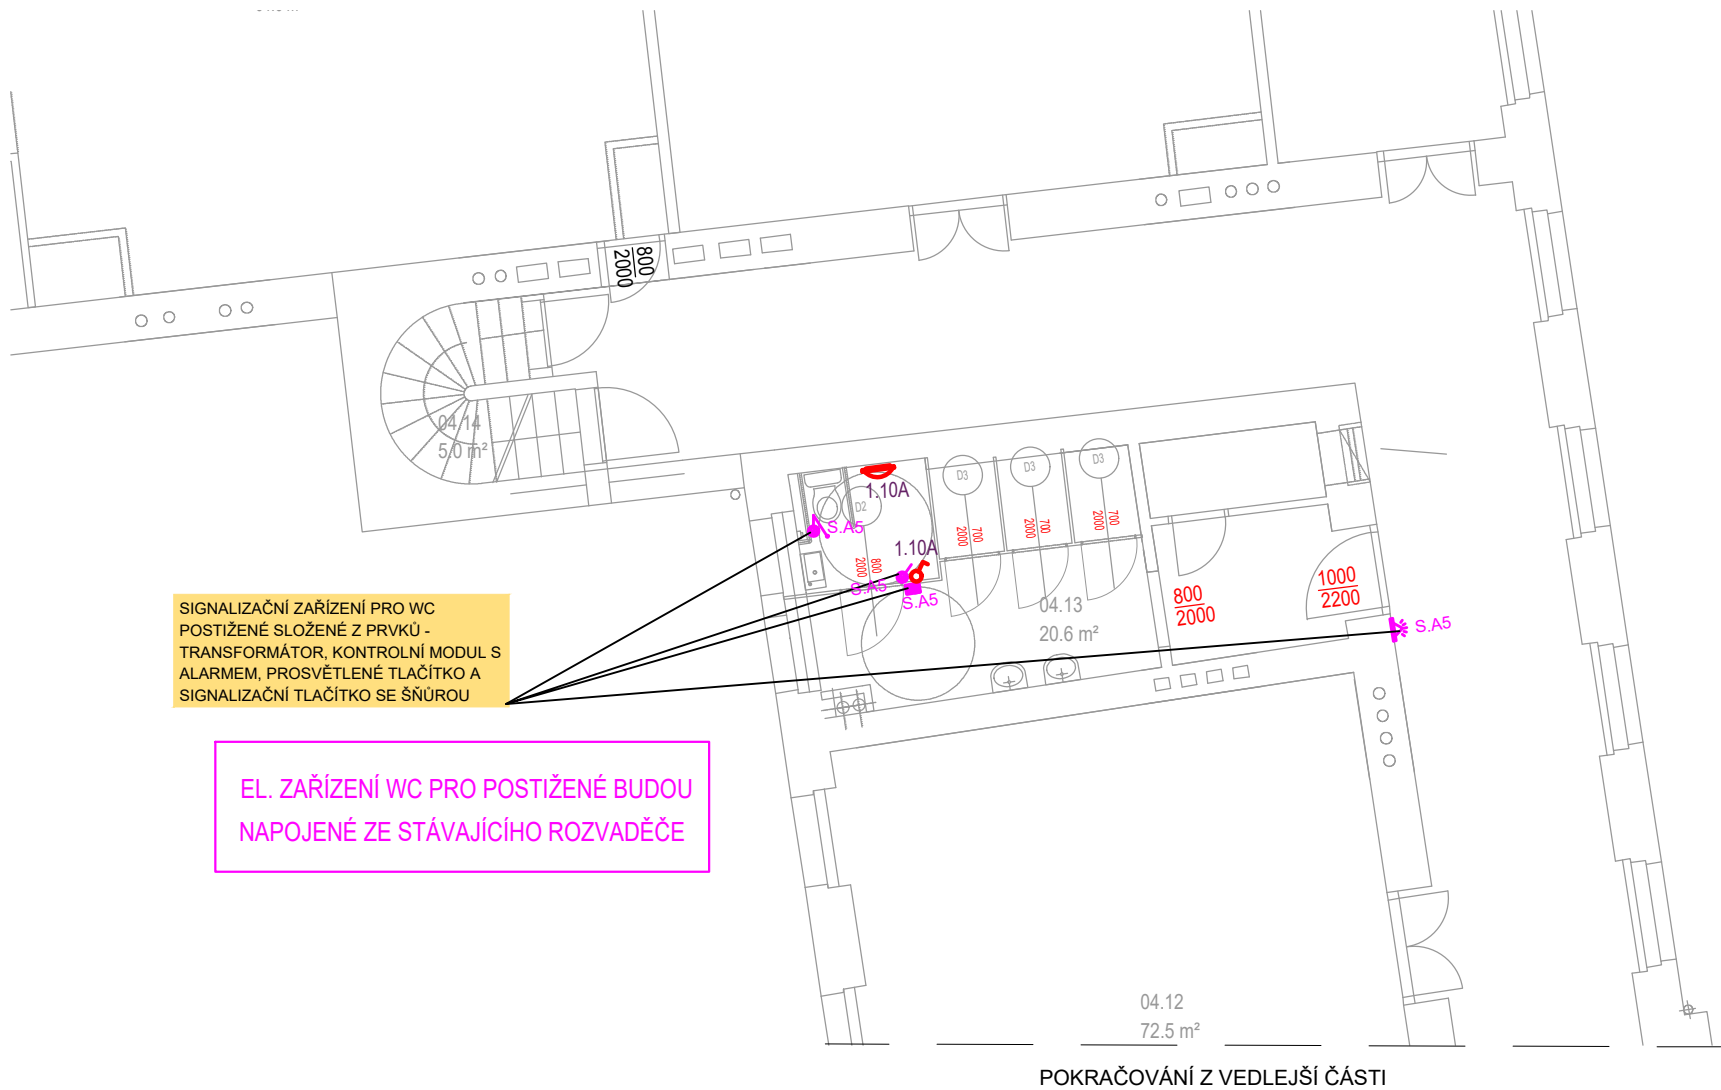 800
2000
04.14
5.0 m²
D3
D3
D3
1.10A
D2
S.A5
700
2000
700
2000
700
2000
1.10A
800
2000
S.A5
S.A5
04.13
20.6 m²
800
2000
1000
2200
S.A5
SIGNALIZAČNÍ ZAŘÍZENÍ PRO WC
POSTIŽENÉ SLOŽENÉ Z PRVKŮ -
TRANSFORMÁTOR, KONTROLNÍ MODUL S
ALARMEM, PROSVĚTLENÉ TLAČÍTKO A
SIGNALIZAČNÍ TLAČÍTKO SE ŠŇŮROU
EL. ZAŘÍZENÍ WC PRO POSTIŽENÉ BUDOU
NAPOJENÉ ZE STÁVAJÍCÍHO ROZVADĚČE
04.12
72.5 m²
POKRAČOVÁNÍ Z VEDLEJŠÍ ČÁSTI